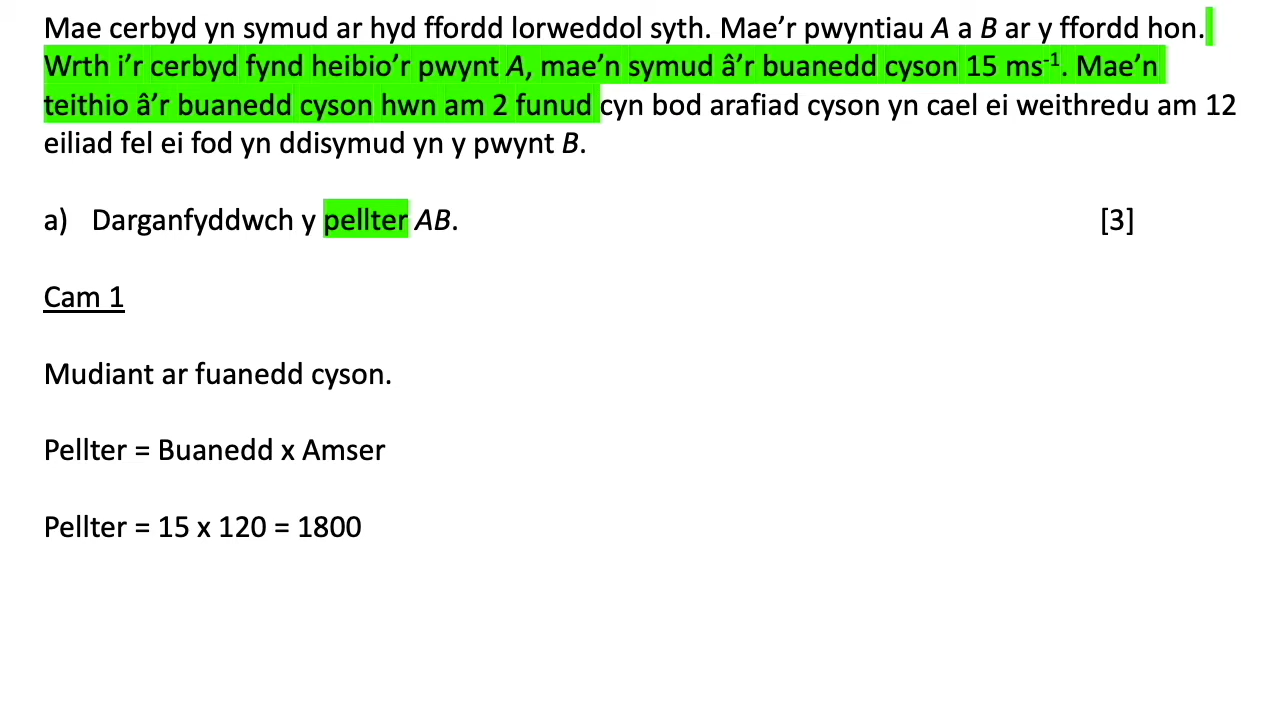 Mae cerbyd yn symud ar hyd ffordd lorweddol syth. Mae’r pwyntiau A a B ar y ffordd hon.
Wrth i’r cerbyd fynd heibio’r pwynt A, mae’n symud â’r buanedd cyson 15 ms⁻¹. Mae’n
teithio â’r buanedd cyson hwn am 2 funud cyn bod arafiad cyson yn cael ei weithredu am 12
eiliad fel ei fod yn ddisymud yn y pwynt B.
a) Darganfyddwch y pellter AB. [3]
Cam 1
Mudiant ar fuanedd cyson.
Pellter = Buanedd x Amser
Pellter = 15 x 120 = 1800